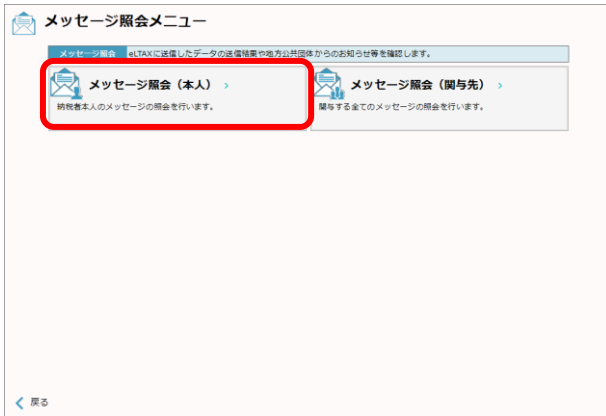 メッセージ照会メニュー
メッセージ照会 eLTAXに送信したデータの送信結果や地方公共団体からのお知らせ等を確認します。
メッセージ照会（本人）
メッセージ照会（関与先）
納税者本人のメッセージの照会を行います。
関与する全てのメッセージの照会を行います。
戻る